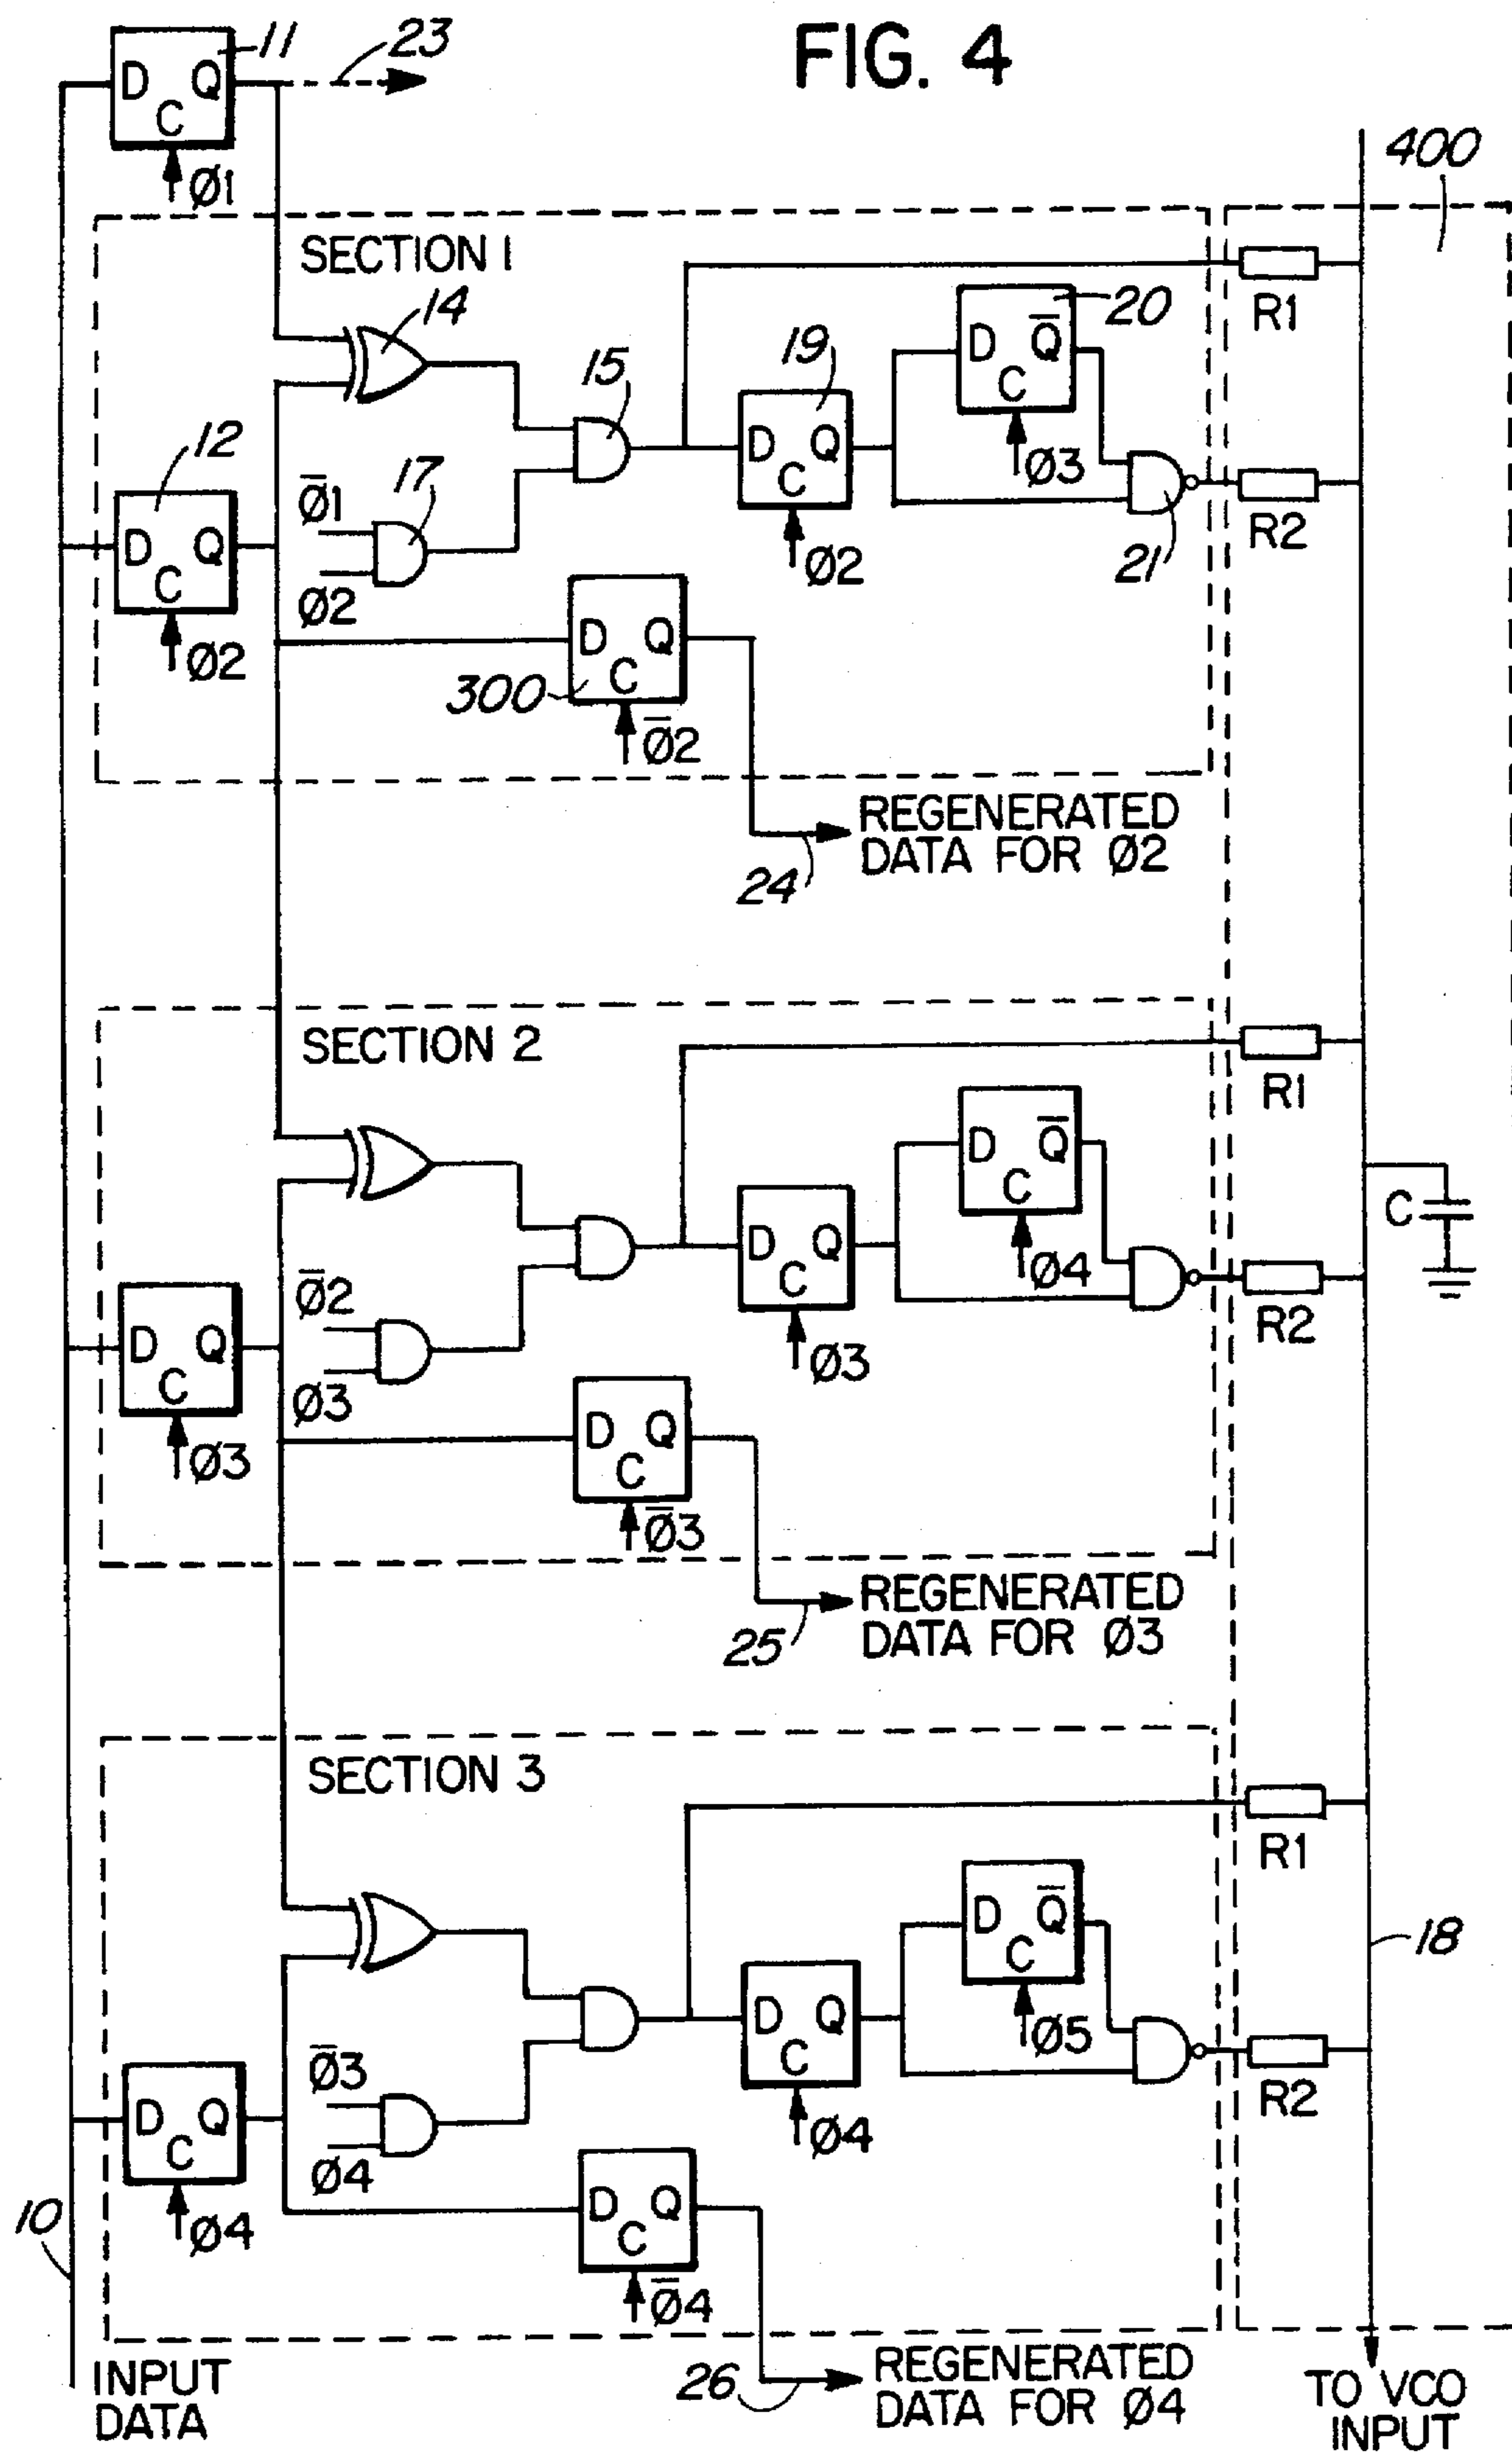 FIG. 4
11
23
D Q
C
Ø1
400
SECTION 1
R1
14
20
D Q̅
C
Ø3
15
19
D Q
C
Ø2
21
R2
12
D Q
C
Ø2
Ø̅1
17
Ø2
D Q
C
300
Ø̅2
REGENERATED
DATA FOR Ø2
24
SECTION 2
R1
D Q̅
C
Ø4
D Q
C
Ø3
R2
C
Ø̅2
Ø3
D Q
C
Ø3
D Q
C
Ø̅3
REGENERATED
DATA FOR Ø3
25
SECTION 3
R1
D Q̅
C
Ø5
18
D Q
C
Ø4
R2
Ø̅3
Ø4
D Q
C
Ø4
10
D Q
C
Ø̅4
INPUT
DATA
26
REGENERATED
DATA FOR Ø4
TO VCO
INPUT